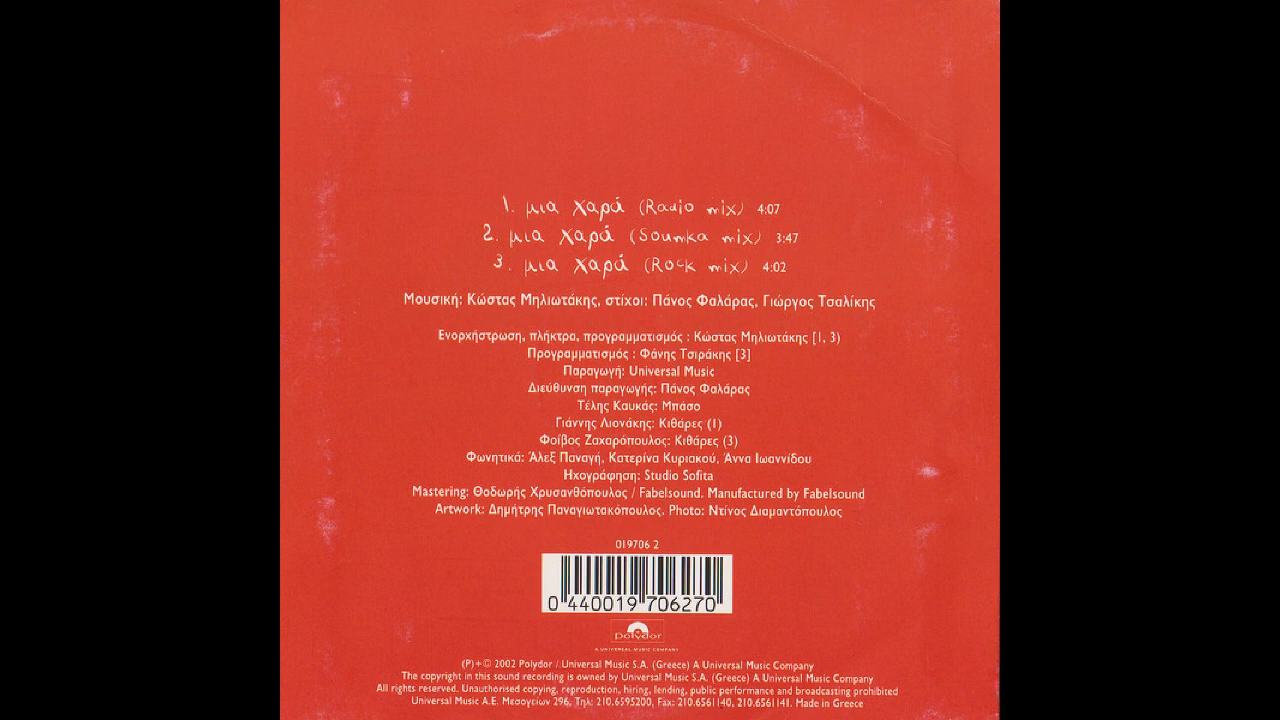 1. μια χαρά (Radio mix) 4:07
2. μια χαρά (Soumka mix) 3:47
3. μια χαρά (Rock mix) 4:02
Μουσική: Κώστας Μηλιωτάκης, στίχοι: Πάνος Φαλάρας, Γιώργος Τσαλίκης
Ενορχήστρωση, πλήκτρα, προγραμματισμός : Κώστας Μηλιωτάκης [1, 3)
Προγραμματισμός : Φάνης Τσιράκης [3]
Παραγωγή: Universal Music
Διεύθυνση παραγωγής: Πάνος Φαλάρας
Τέλης Καυκάς: Μπάσο
Γιάννης Λιονάκης: Κιθάρες (1)
Φοίβος Ζαχαρόπουλος: Κιθάρες (3)
Φωνητικά: Άλεξ Παναγή, Κατερίνα Κυριακού, Άννα Ιωαννίδου
Ηχογράφηση: Studio Sofita
Mastering: Θοδωρής Χρυσανθόπουλος / Fabelsound. Manufactured by Fabelsound
Artwork: Δημήτρης Παναγιωτακόπουλος. Photo: Ντίνος Διαμαντόπουλος
019706 2
0 440019 706270
polydor
A UNIVERSAL MUSIC COMPANY
(P)+© 2002 Polydor / Universal Music S.A. (Greece) A Universal Music Company
The copyright in this sound recording is owned by Universal Music S.A. (Greece) A Universal Music Company
All rights reserved. Unauthorised copying, reproduction, hiring, lending, public performance and broadcasting prohibited
Universal Music A.E. Μεσογείων 296, Τηλ: 210.6595200, Fax: 210.6561140, 210.6561141. Made in Greece